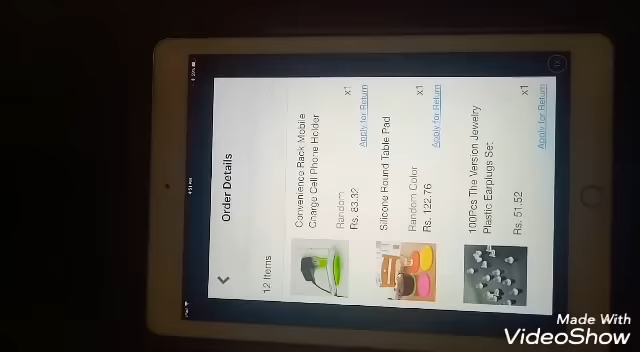 Order Details
12 Items
Convenience Rack Mobile
Charge Cell Phone Holder
Random
Rs. 83.32
x1
Apply for Return
Silicone Round Table Pad
Random Color
Rs. 122.76
x1
Apply for Return
100Pcs The Version Jewelry
Plastic Earplugs Set
Rs. 51.52
x1
Apply for Return
Made With
VideoShow